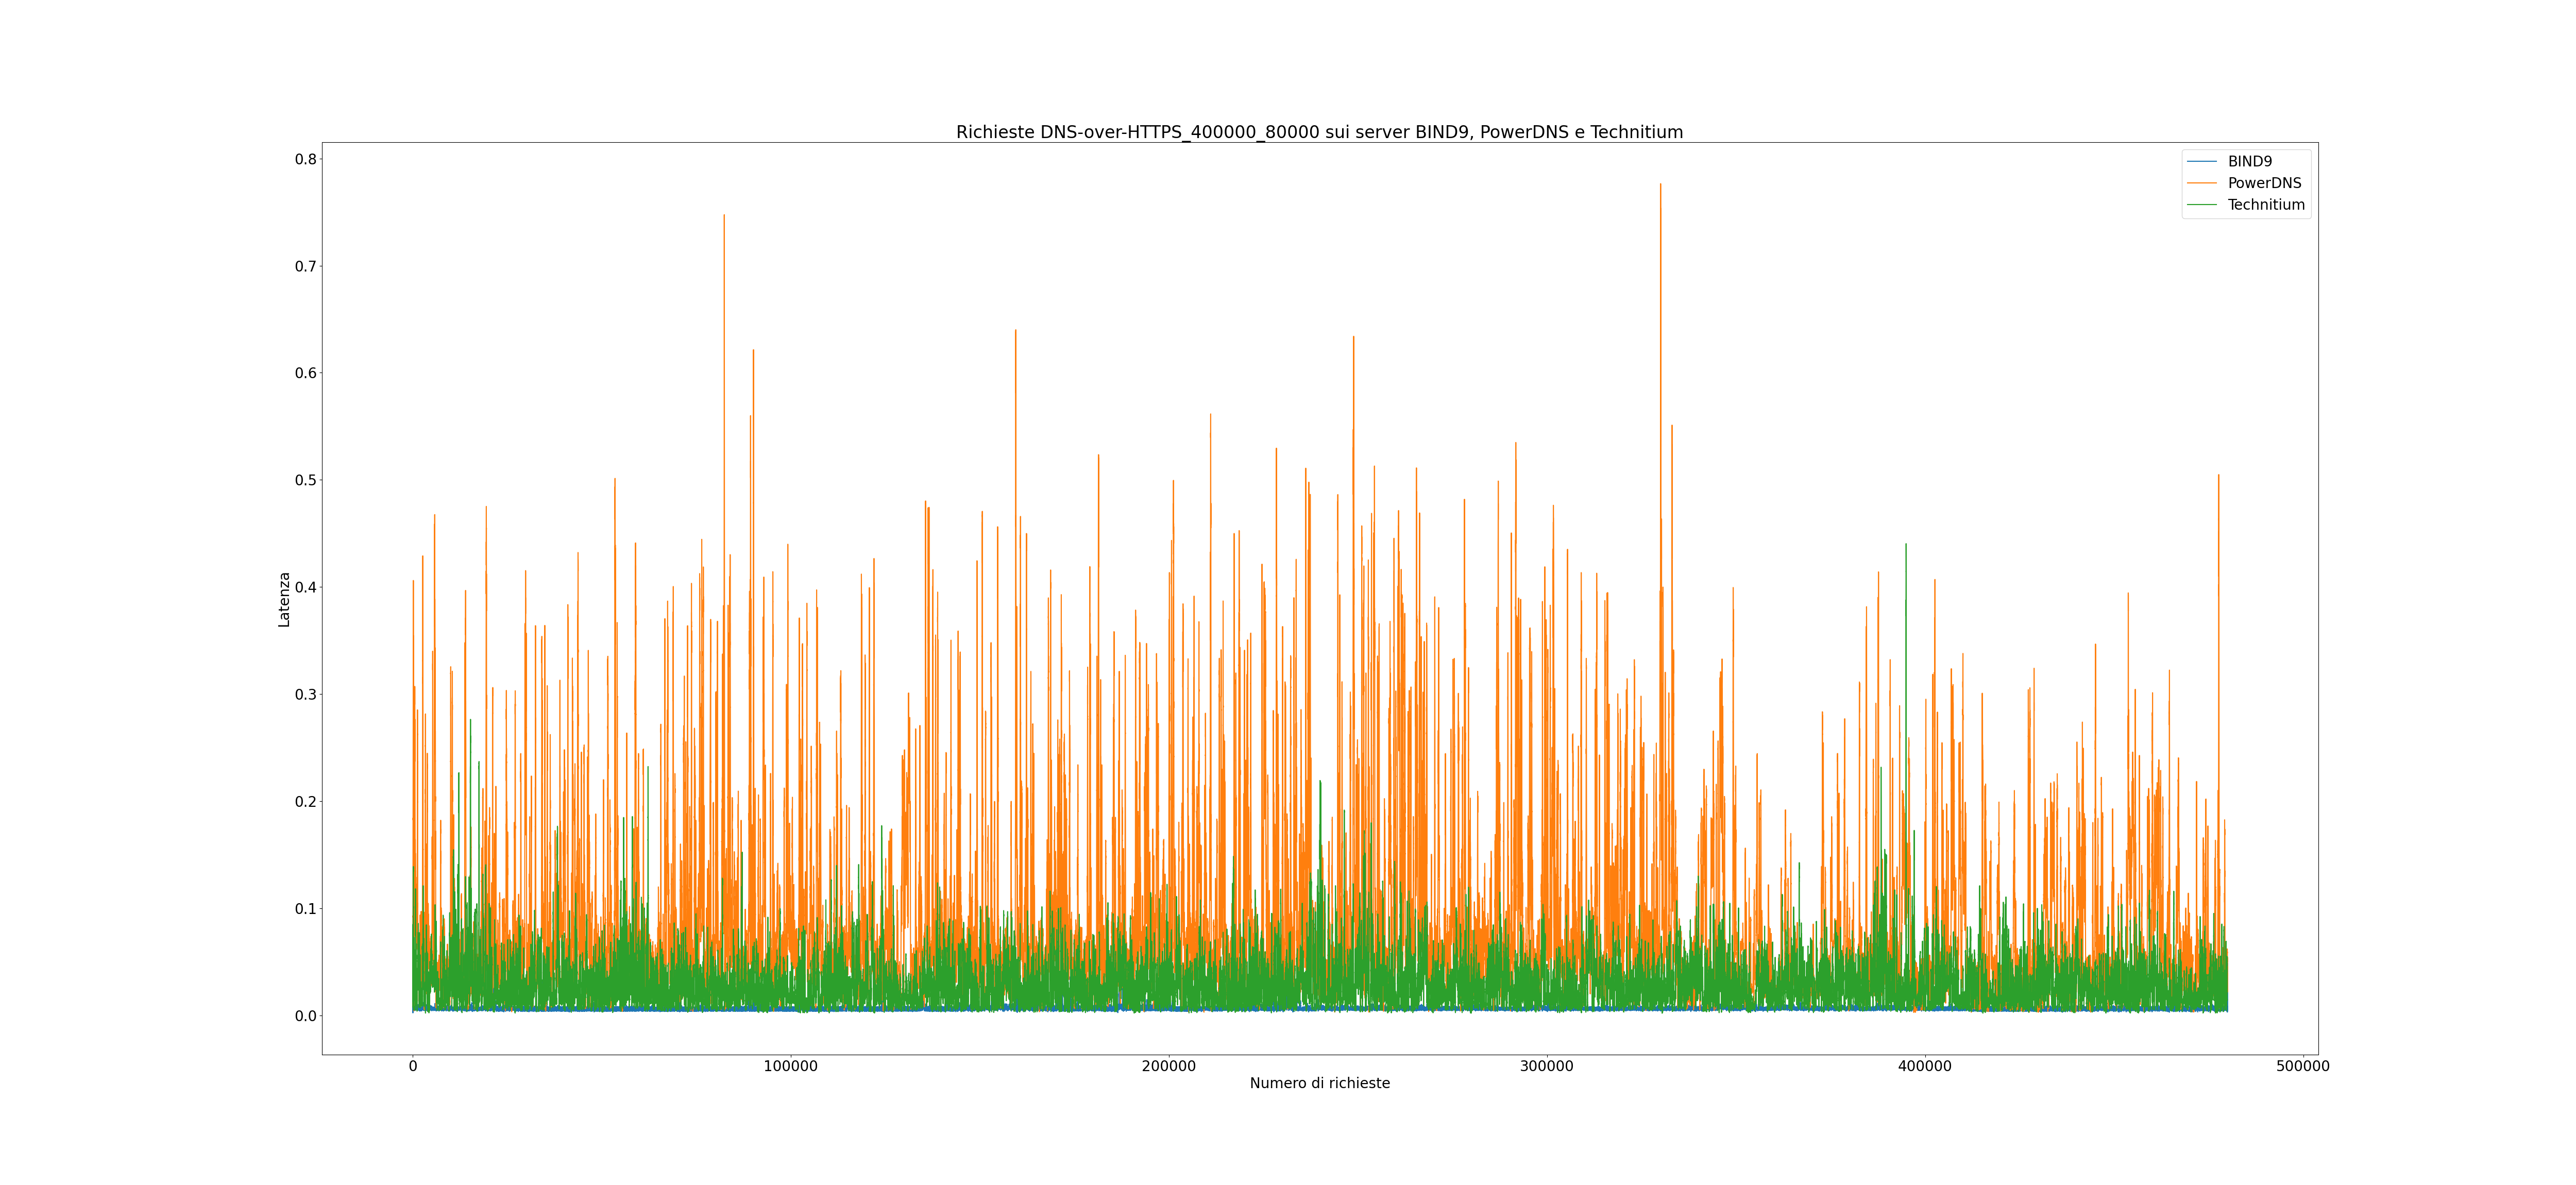 Richieste DNS-over-HTTPS_400000_80000 sui server BIND9, PowerDNS e Technitium
BIND9
PowerDNS
Technitium
0.8
0.7
0.6
0.5
0.4
0.3
0.2
0.1
0.0
Latenza
0 100000 200000 300000 400000 500000
Numero di richieste